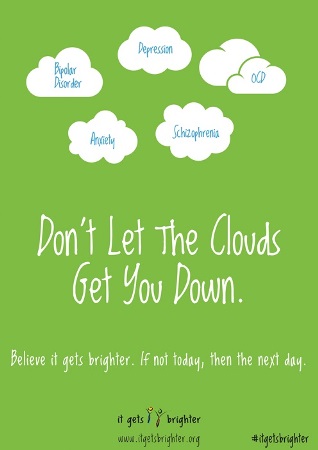 Depression
Bipolar
Disorder
OCD
Anxiety
Schizophrenia
Don't Let The Clouds
Get You Down.
Believe it gets brighter. If not today, then the next day.
it gets brighter
www.itgetsbrighter.org
#itgetsbrighter